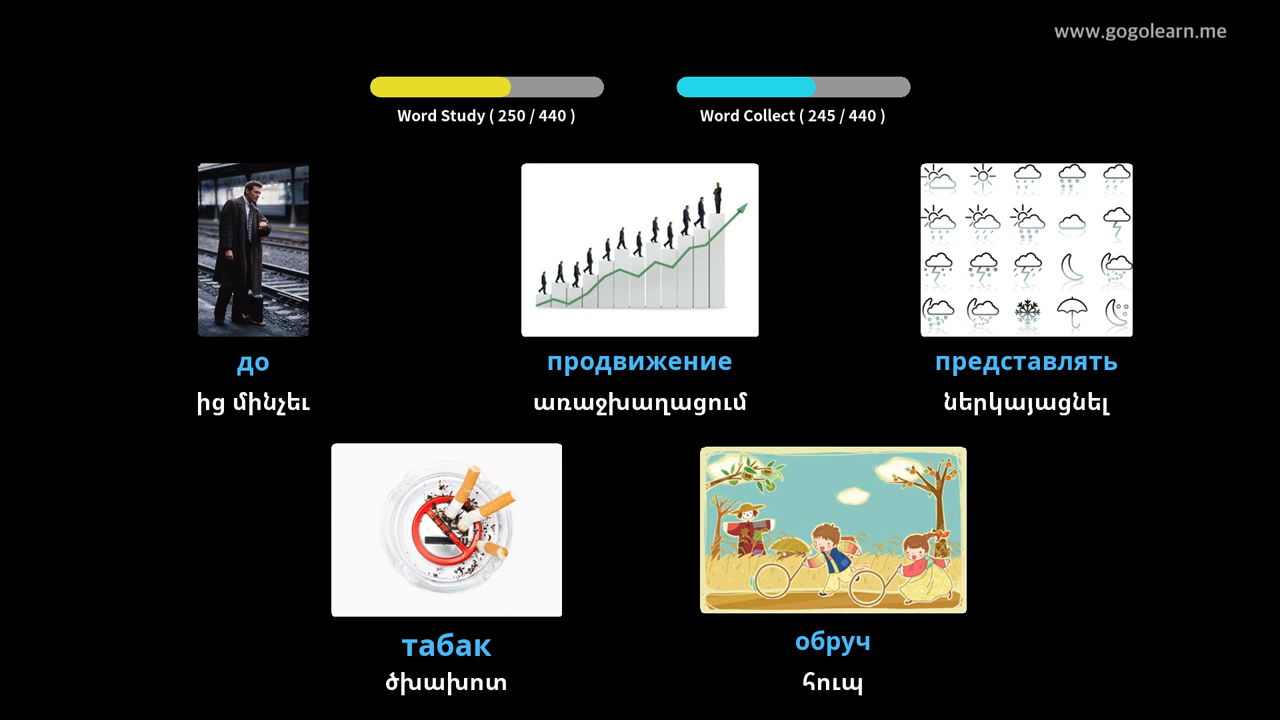 www.gogolearn.me
Word Study ( 250 / 440 )
Word Collect ( 245 / 440 )
до
продвижение
представлять
ից մինչեւ
առաջխաղացում
ներկայացնել
табак
обруч
ծխախոտ
հուպ